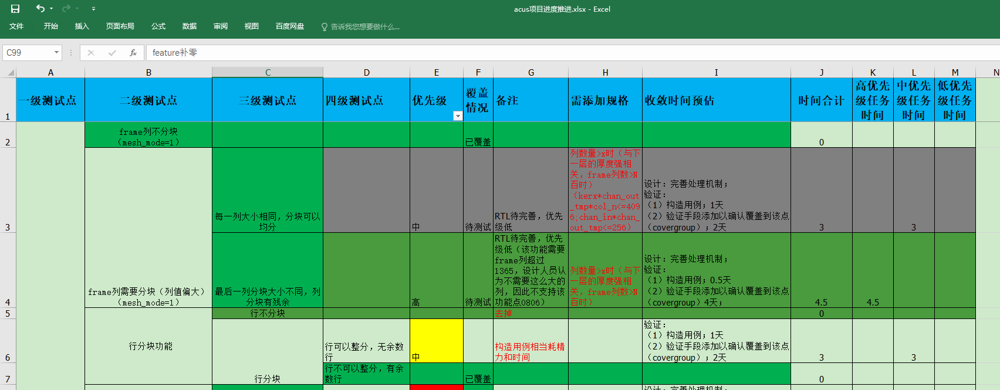 acus项目进度推进.xlsx - Excel
文件 开始 插入 页面布局 公式 数据 审阅 视图 百度网盘 告诉我您想要做什么...
C99 fx feature补零
A B C D E F G H I J K L M N
1
一级测试点
二级测试点
三级测试点
四级测试点
优先级
覆盖
情况
备注
需添加规格
收敛时间预估
时间合计
高优先
级任务
时间
中优先
级任务
时间
低优先
级任务
时间
2
frame列不分块
（mesh_mode=1）
已覆盖
0
3
每一列大小相同，分块可以
均分
中
待测试
RTL待完善，优先
级低
列数量>x时（与下
一层的厚度强相
关，frame列数>N
百时）
（kerx*chan_out
_tmp*col_n<=409
6;chan_in*chan_
out_tmp<=256）
设计：完善处理机制；
验证：
（1）构造用例；1天
（2）验证手段添加以确认覆盖到该点
（covergroup）；2天
3
3
4
frame列需要分块（列值偏大）
（mesh_mode=1）
最后一列分块大小不同，列
分块有残余
高
待测试
RTL待完善，优先
级低（该功能需要
frame列超过
1365，设计人员认
为不需要这么大的
列，因此不支持该
功能点0806）
列数量>x时（与下
一层的厚度强相
关，frame列数>N
百时）
设计：完善处理机制；
验证：
（1）构造用例；0.5天
（2）验证手段添加以确认覆盖到该点
（covergroup）4天；
4.5
4.5
5
行不分块
去掉
0
6
行分块功能
行可以整分，无余数
行
中
构造用例相当耗精
力和时间
验证：
（1）构造用例；1天
（2）验证手段添加以确认覆盖到该点
（covergroup）；2天
3
3
7
行分块
行不可以整分，有余
数行
已覆盖
0
设计：完善处理机制；